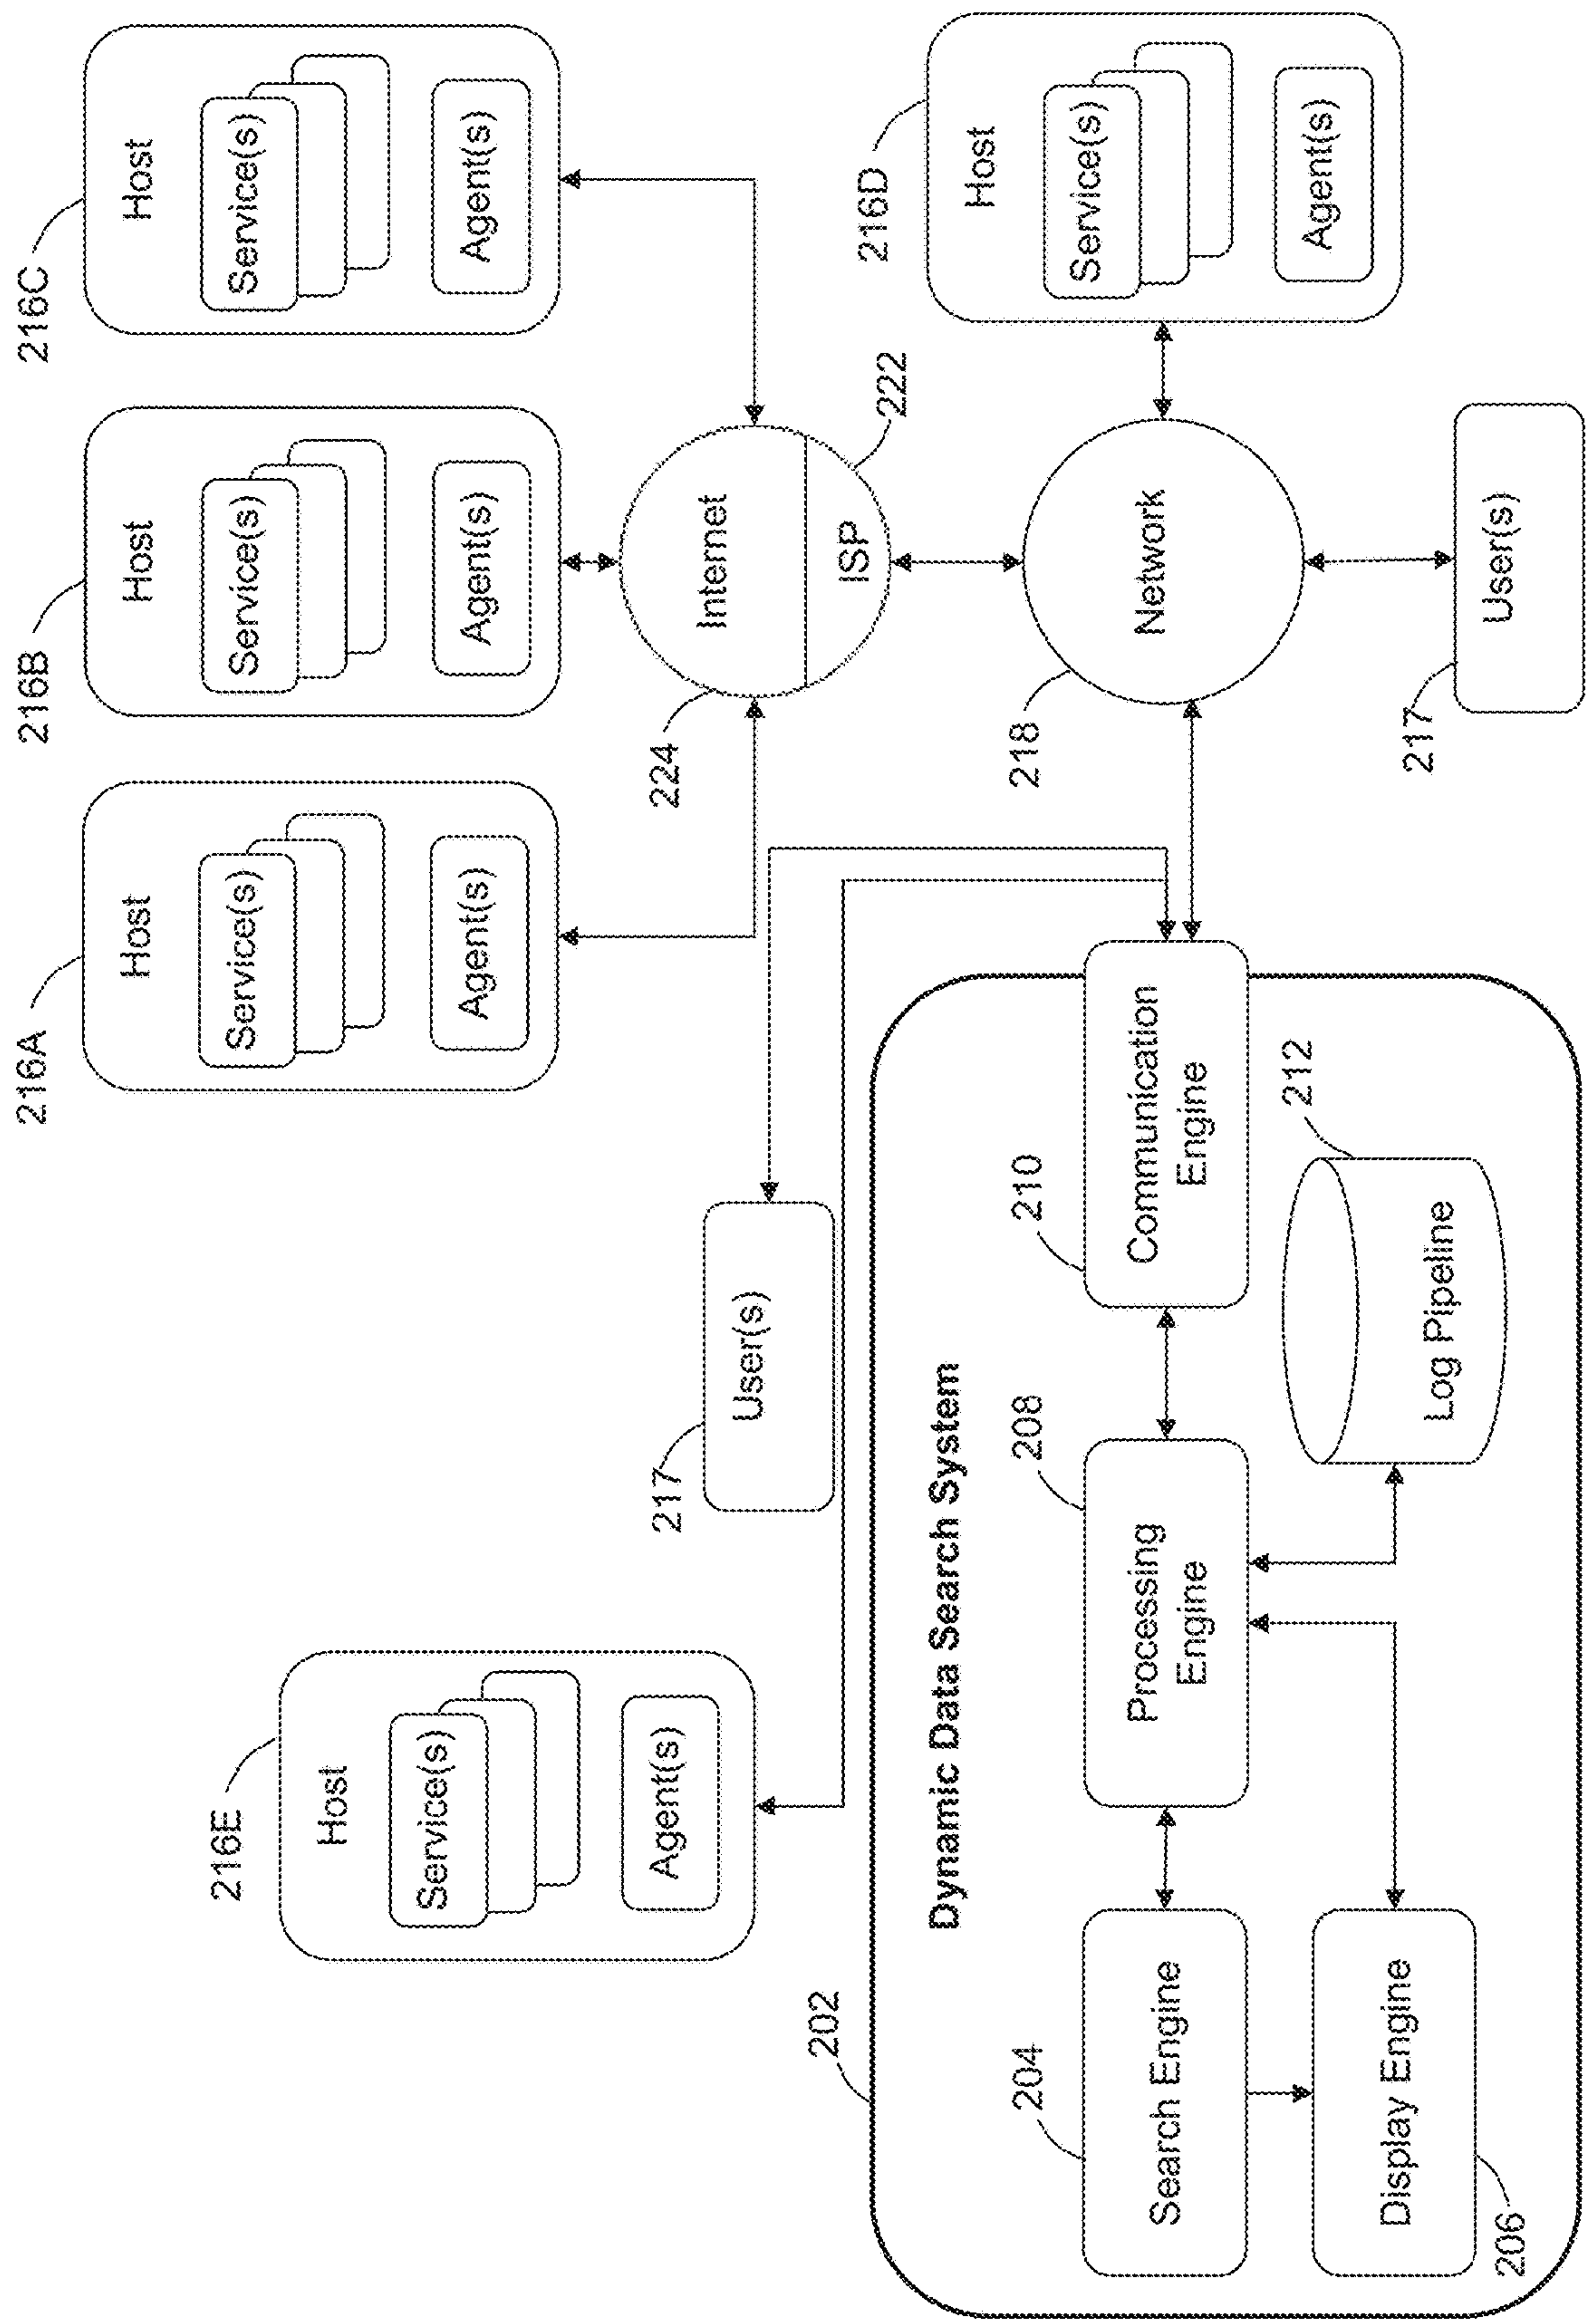 216E
Host
Service(s)
Agent(s)
216A
Host
Service(s)
Agent(s)
216B
Host
Service(s)
Agent(s)
216C
Host
Service(s)
Agent(s)
217
User(s)
224
Internet
ISP
222
202
Dynamic Data Search System
204
Search Engine
208
Processing
Engine
210
Communication
Engine
218
Network
216D
Host
Service(s)
Agent(s)
206
Display Engine
Log Pipeline
212
217
User(s)